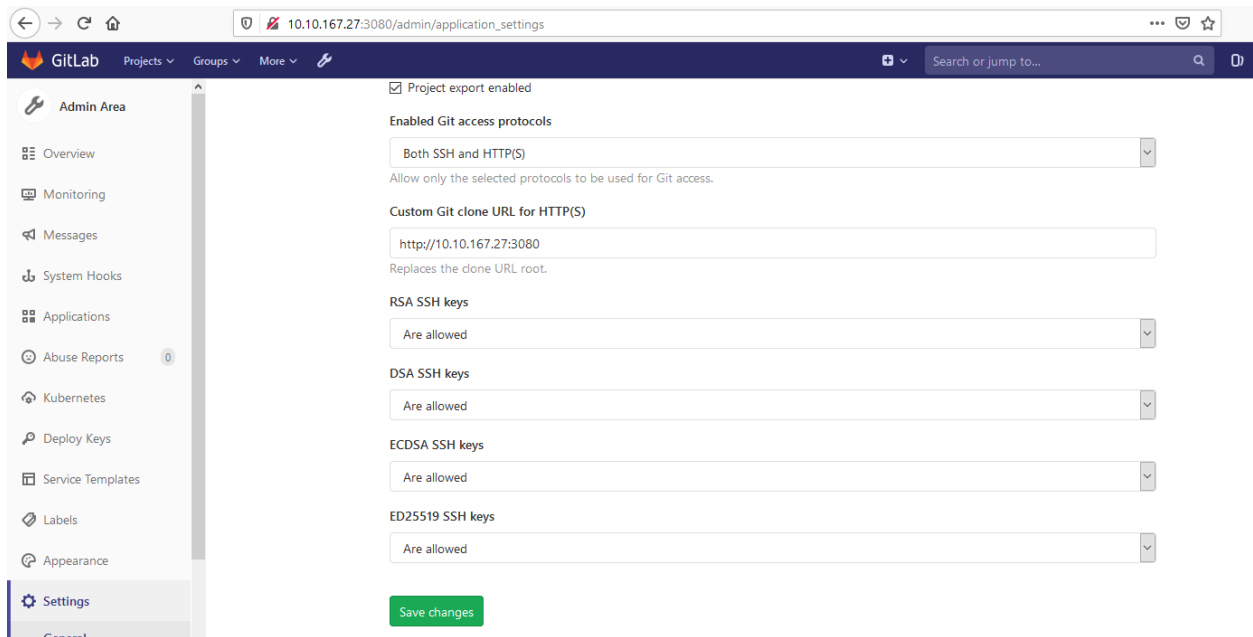 10.10.167.27:3080/admin/application_settings
GitLab Projects Groups More Search or jump to...
Admin Area
Overview
Monitoring
Messages
System Hooks
Applications
Abuse Reports 0
Kubernetes
Deploy Keys
Service Templates
Labels
Appearance
Settings
General
Project export enabled
Enabled Git access protocols
Both SSH and HTTP(S)
Allow only the selected protocols to be used for Git access.
Custom Git clone URL for HTTP(S)
http://10.10.167.27:3080
Replaces the clone URL root.
RSA SSH keys
Are allowed
DSA SSH keys
Are allowed
ECDSA SSH keys
Are allowed
ED25519 SSH keys
Are allowed
Save changes